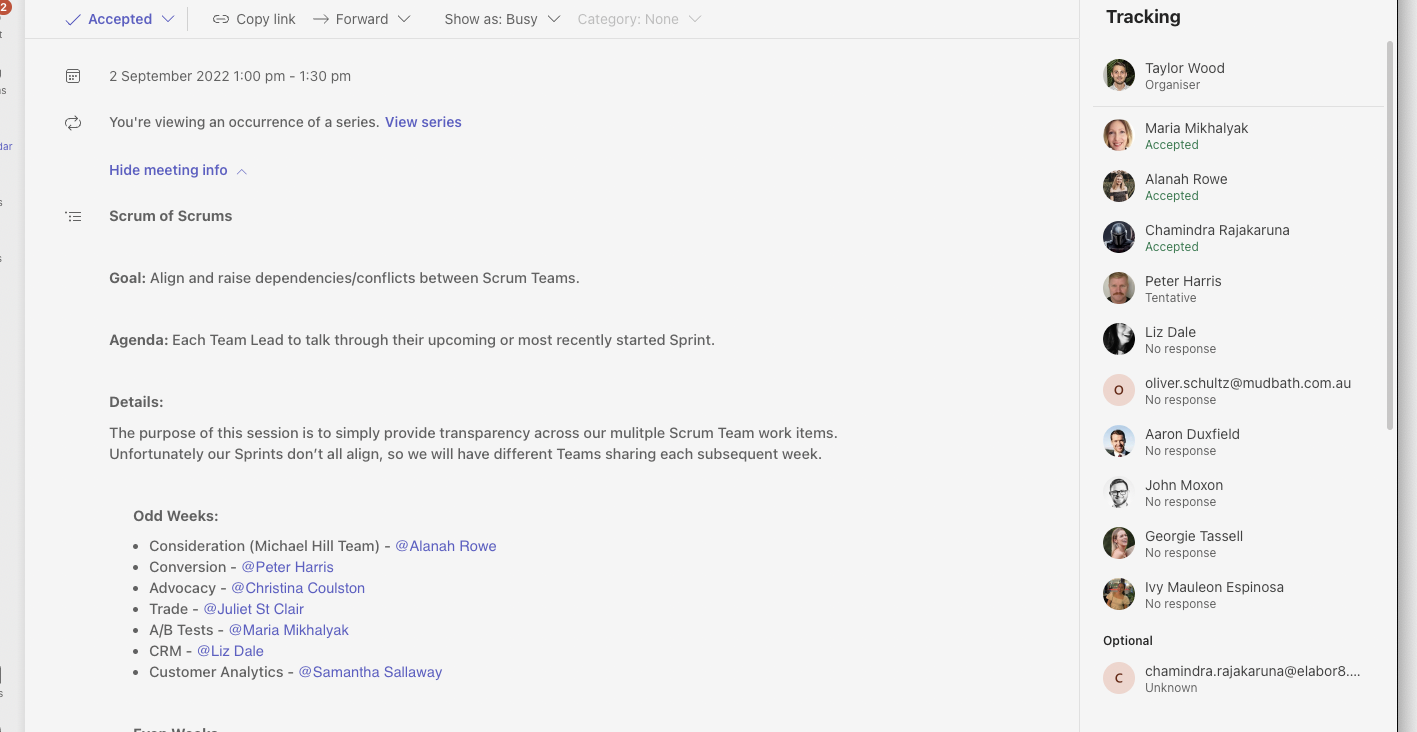 2
Accepted
Copy link
Forward
Show as: Busy
Category: None
2 September 2022 1:00 pm - 1:30 pm
You're viewing an occurrence of a series. View series
Hide meeting info
Scrum of Scrums
Goal: Align and raise dependencies/conflicts between Scrum Teams.
Agenda: Each Team Lead to talk through their upcoming or most recently started Sprint.
Details:
The purpose of this session is to simply provide transparency across our mulitple Scrum Team work items.
Unfortunately our Sprints don’t all align, so we will have different Teams sharing each subsequent week.
Odd Weeks:
• Consideration (Michael Hill Team) - @Alanah Rowe
• Conversion - @Peter Harris
• Advocacy - @Christina Coulston
• Trade - @Juliet St Clair
• A/B Tests - @Maria Mikhalyak
• CRM - @Liz Dale
• Customer Analytics - @Samantha Sallaway
Even Weeks
Tracking
Taylor Wood
Organiser
Maria Mikhalyak
Accepted
Alanah Rowe
Accepted
Chamindra Rajakaruna
Accepted
Peter Harris
Tentative
Liz Dale
No response
O
oliver.schultz@mudbath.com.au
No response
Aaron Duxfield
No response
John Moxon
No response
Georgie Tassell
No response
Ivy Mauleon Espinosa
No response
Optional
C
chamindra.rajakaruna@elabor8....
Unknown